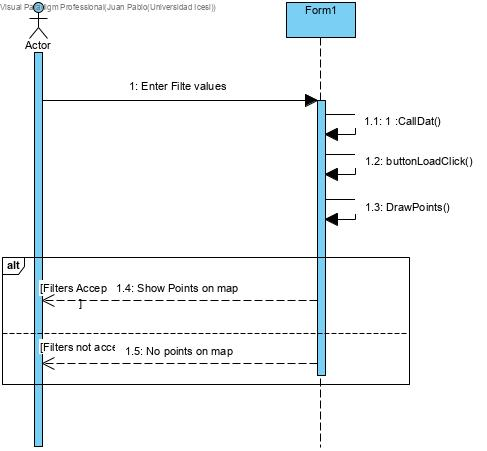 Visual Paradigm Professional(Juan Pablo(Universidad Icesi))
Form1
Actor
1: Enter Filte values
1.1: 1 :CallDat()
1.2: buttonLoadClick()
1.3: DrawPoints()
alt
[Filters Accep
]
1.4: Show Points on map
[Filters not acce
1.5: No points on map